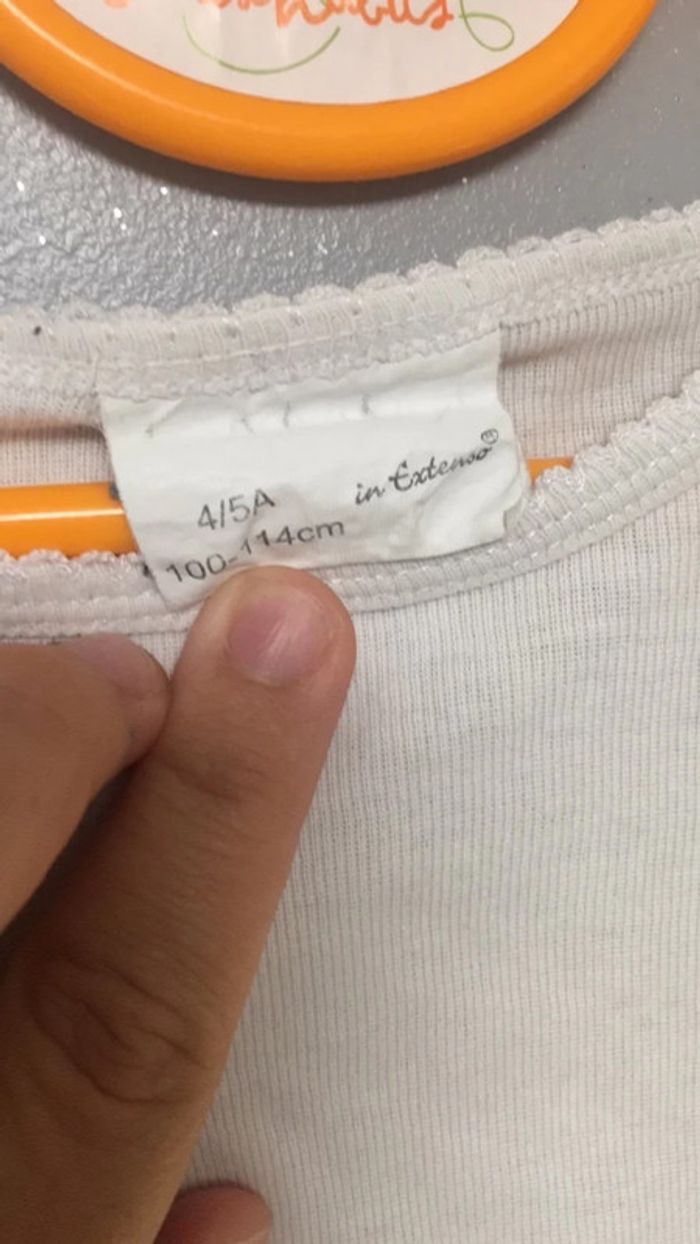 in Extenso
4/5A
100-114cm